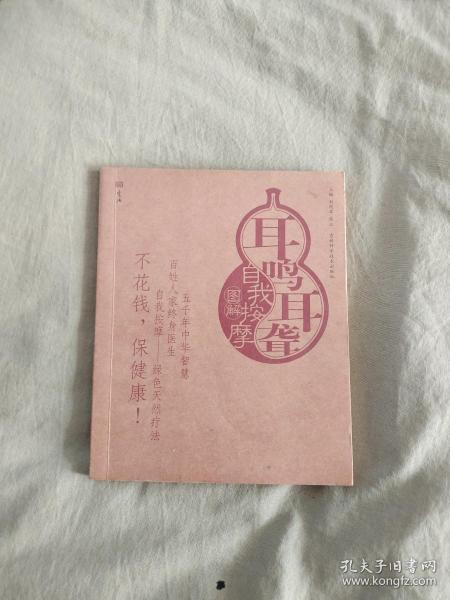 耳鸣耳聋
自我按摩
图解
五千年中华智慧
百姓人家终身医生
自我按摩——绿色天然疗法
不花钱，保健康！
孔夫子旧书网
www.kongfz.com